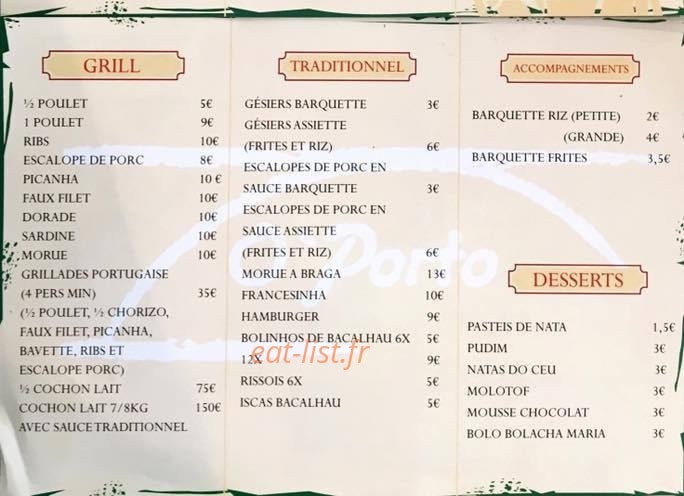 GRILL
½ POULET 5€
1 POULET 9€
RIBS 10€
ESCALOPE DE PORC 8€
PICANHA 10 €
FAUX FILET 10€
DORADE 10€
SARDINE 10€
MORUE 10€
GRILLADES PORTUGAISE
(4 PERS MIN) 35€
(½ POULET, ½ CHORIZO,
FAUX FILET, PICANHA,
BAVETTE, RIBS ET
ESCALOPE PORC)
½ COCHON LAIT 75€
COCHON LAIT 7/8KG 150€
AVEC SAUCE TRADITIONNEL
TRADITIONNEL
GÉSIERS BARQUETTE 3€
GÉSIERS ASSIETTE
(FRITES ET RIZ) 6€
ESCALOPES DE PORC EN
SAUCE BARQUETTE 3€
ESCALOPES DE PORC EN
SAUCE ASSIETTE
(FRITES ET RIZ) 6€
MORUE A BRAGA 13€
FRANCESINHA 10€
HAMBURGER 9€
BOLINHOS DE BACALHAU 6X 5€
12X 9€
RISSOIS 6X 5€
ISCAS BACALHAU 5€
ACCOMPAGNEMENTS
BARQUETTE RIZ (PETITE) 2€
(GRANDE) 4€
BARQUETTE FRITES 3,5€
DESSERTS
PASTEIS DE NATA 1,5€
PUDIM 3€
NATAS DO CEU 3€
MOLOTOF 3€
MOUSSE CHOCOLAT 3€
BOLO BOLACHA MARIA 3€
Porto
eat-list.fr